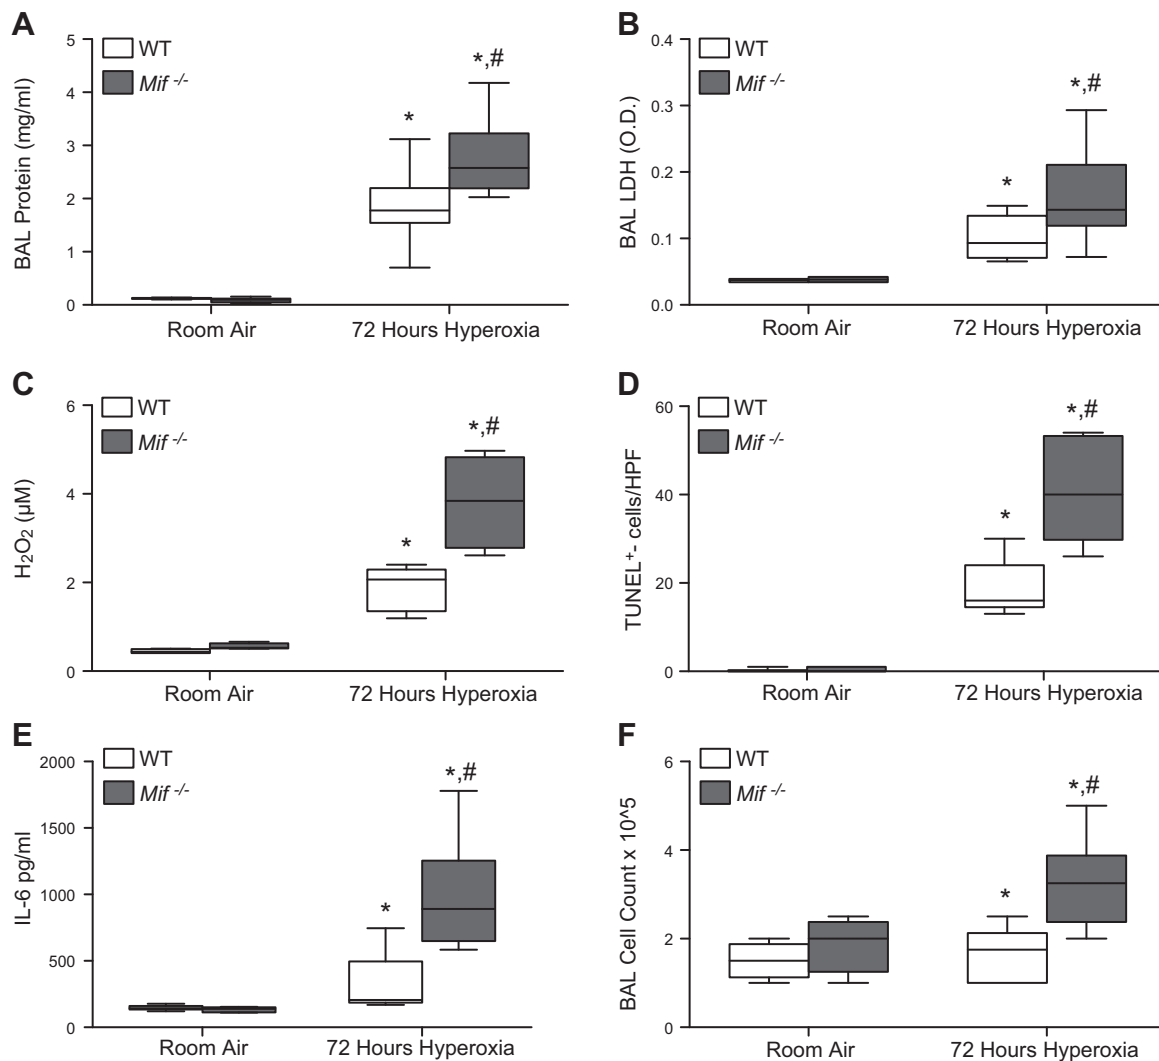 A
BAL Protein (mg/ml)
5
4
3
2
1
0
WT
Mif -/-
*
*,#
Room Air
72 Hours Hyperoxia
B
BAL LDH (O.D.)
0.4
0.3
0.2
0.1
0.0
WT
Mif -/-
*
*,#
Room Air
72 Hours Hyperoxia
C
H₂O₂ (µM)
6
4
2
0
WT
Mif -/-
*
*,#
Room Air
72 Hours Hyperoxia
D
TUNEL⁺- cells/HPF
60
40
20
0
WT
Mif -/-
*
*,#
Room Air
72 Hours Hyperoxia
E
IL-6 pg/ml
2000
1500
1000
500
0
WT
Mif -/-
*
*,#
Room Air
72 Hours Hyperoxia
F
BAL Cell Count x 10^5
6
4
2
0
WT
Mif -/-
*
*,#
Room Air
72 Hours Hyperoxia